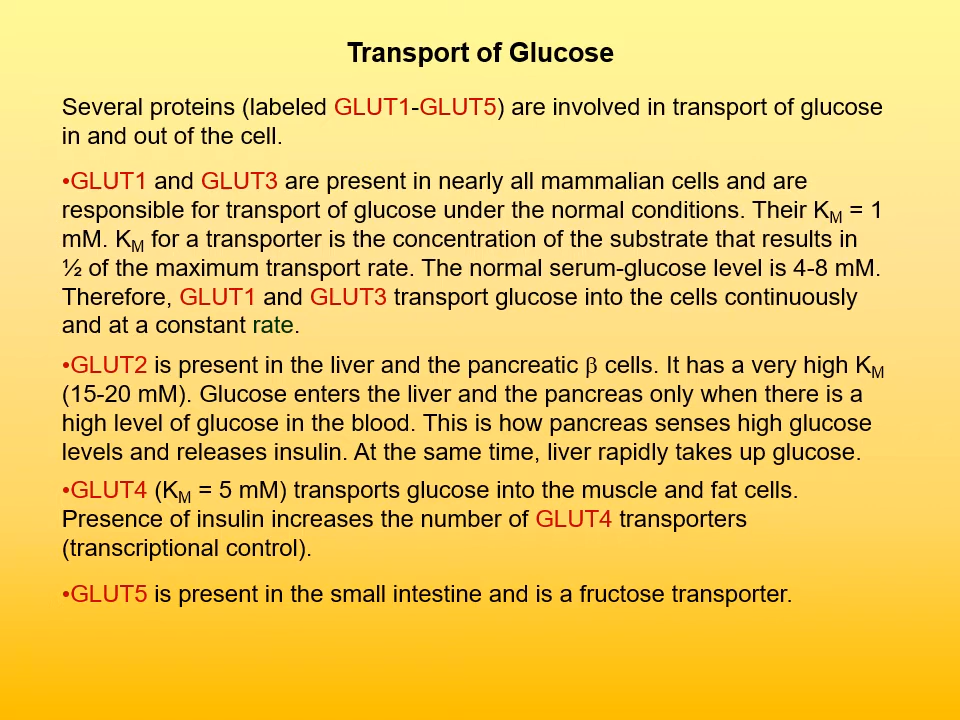 Transport of Glucose
Several proteins (labeled GLUT1-GLUT5) are involved in transport of glucose
in and out of the cell.
•GLUT1 and GLUT3 are present in nearly all mammalian cells and are
responsible for transport of glucose under the normal conditions. Their KM = 1
mM. KM for a transporter is the concentration of the substrate that results in
½ of the maximum transport rate. The normal serum-glucose level is 4-8 mM.
Therefore, GLUT1 and GLUT3 transport glucose into the cells continuously
and at a constant rate.
•GLUT2 is present in the liver and the pancreatic β cells. It has a very high KM
(15-20 mM). Glucose enters the liver and the pancreas only when there is a
high level of glucose in the blood. This is how pancreas senses high glucose
levels and releases insulin. At the same time, liver rapidly takes up glucose.
•GLUT4 (KM = 5 mM) transports glucose into the muscle and fat cells.
Presence of insulin increases the number of GLUT4 transporters
(transcriptional control).
•GLUT5 is present in the small intestine and is a fructose transporter.